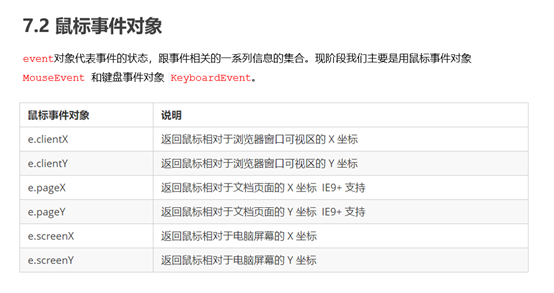 7.2 鼠标事件对象
event对象代表事件的状态，跟事件相关的一系列信息的集合。现阶段我们主要是用鼠标事件对象
MouseEvent 和键盘事件对象 KeyboardEvent。
鼠标事件对象 说明
e.clientX 返回鼠标相对于浏览器窗口可视区的 X 坐标
e.clientY 返回鼠标相对于浏览器窗口可视区的 Y 坐标
e.pageX 返回鼠标相对于文档页面的 X 坐标 IE9+ 支持
e.pageY 返回鼠标相对于文档页面的 Y 坐标 IE9+ 支持
e.screenX 返回鼠标相对于电脑屏幕的 X 坐标
e.screenY 返回鼠标相对于电脑屏幕的 Y 坐标